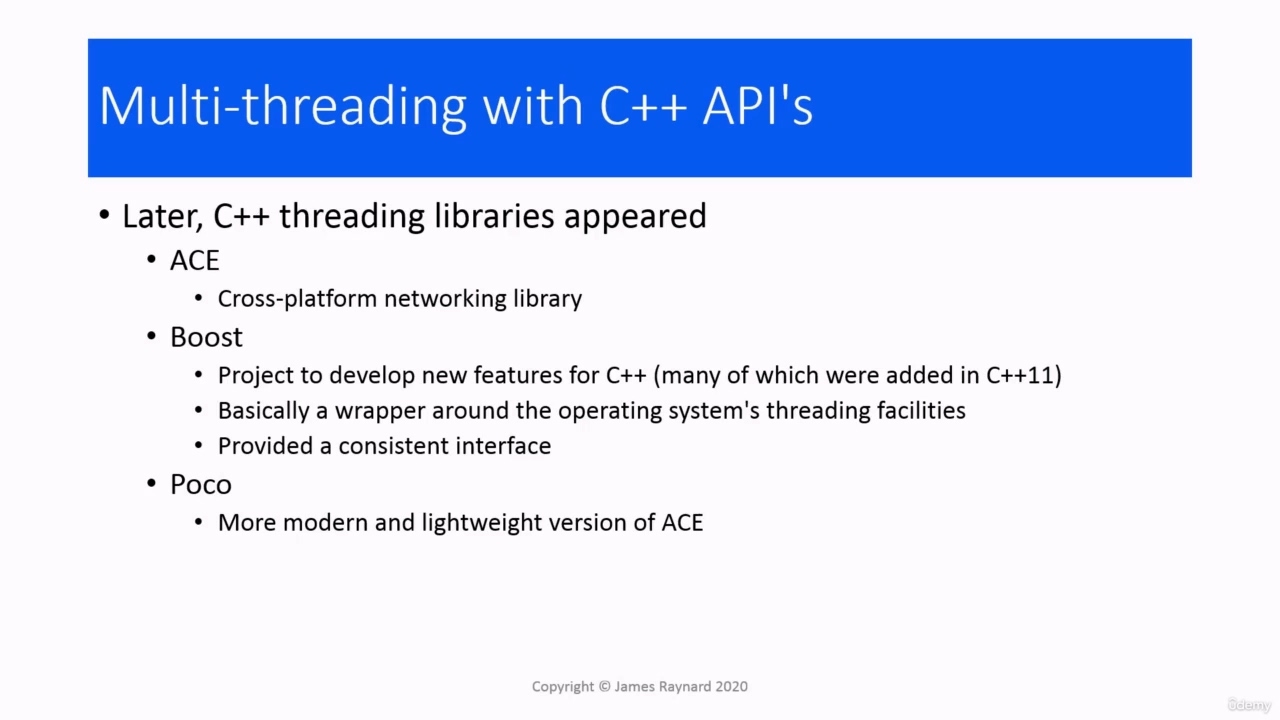 Multi-threading with C++ API's
• Later, C++ threading libraries appeared
• ACE
• Cross-platform networking library
• Boost
• Project to develop new features for C++ (many of which were added in C++11)
• Basically a wrapper around the operating system's threading facilities
• Provided a consistent interface
• Poco
• More modern and lightweight version of ACE
Copyright © James Raynard 2020
ûdemy